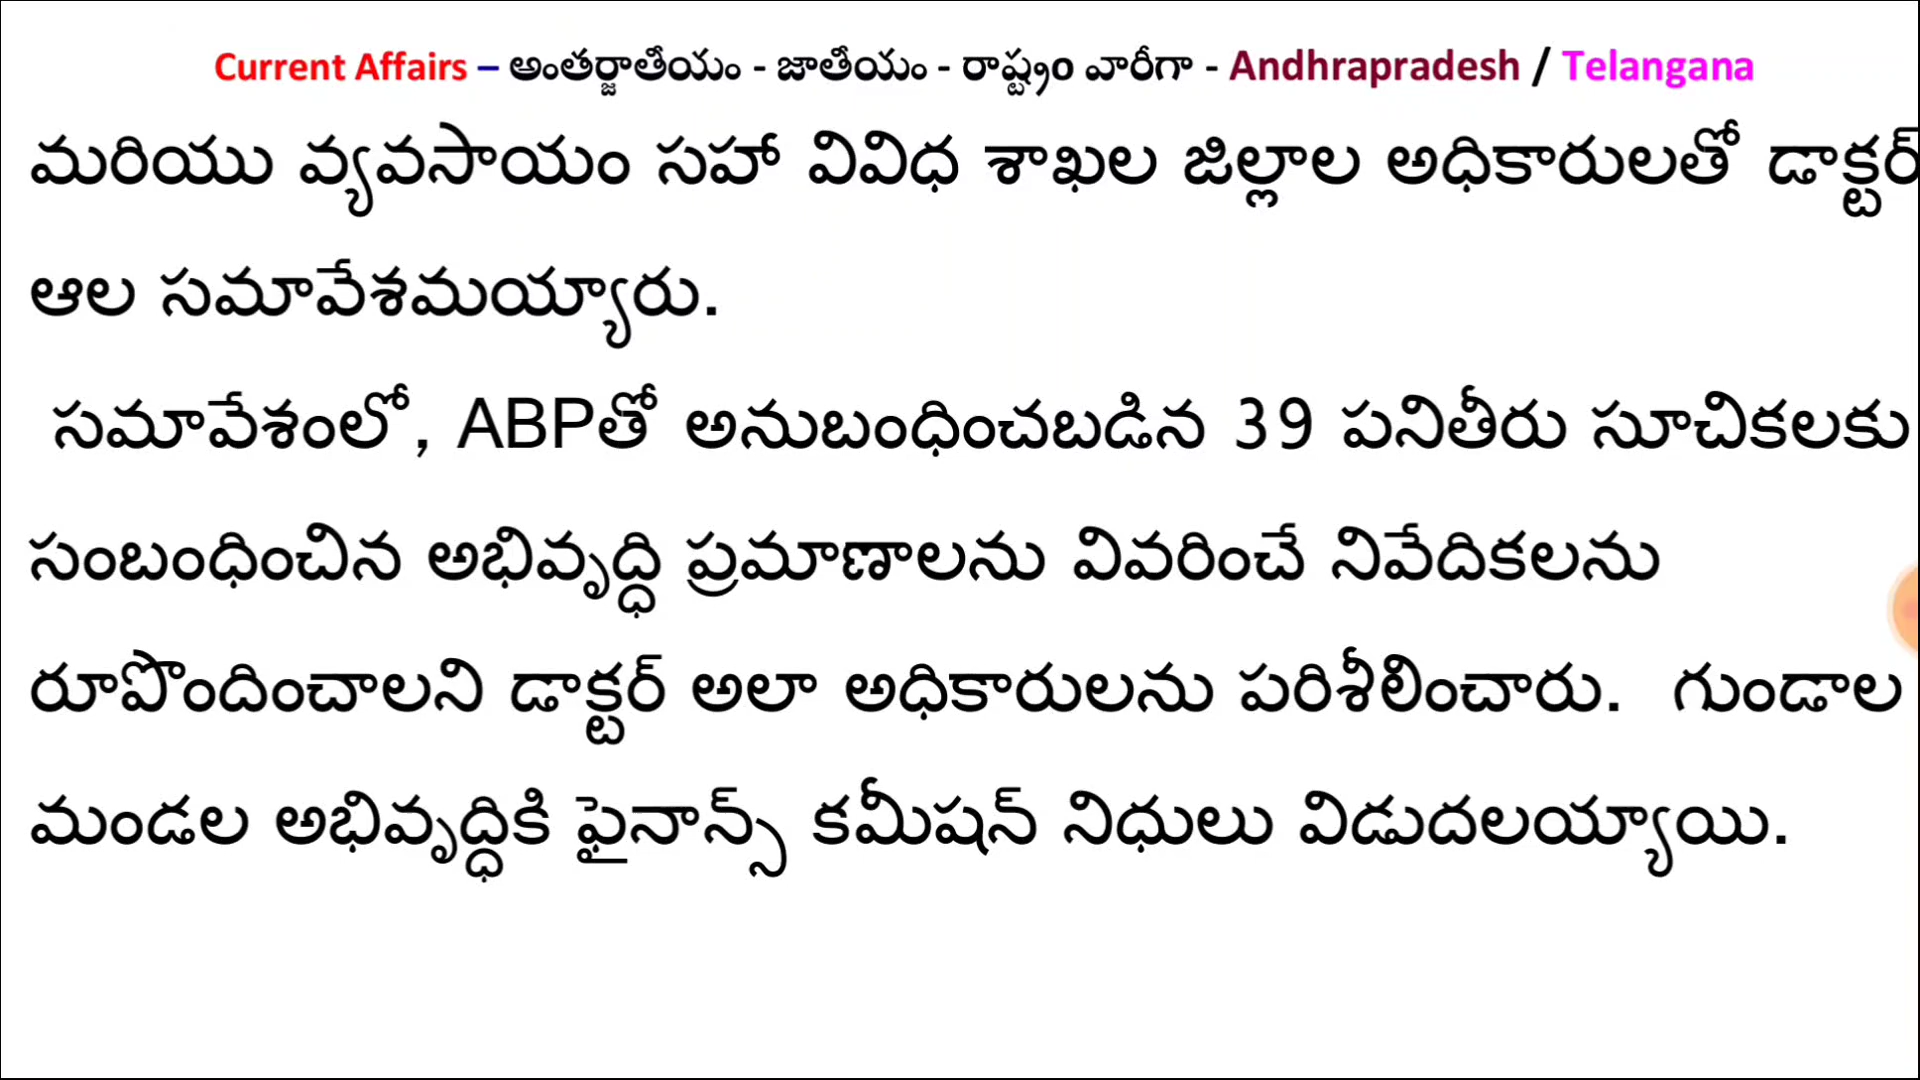 Current Affairs – అంతర్జాతీయం - జాతీయం - రాష్ట్రం వారీగా - Andhrapradesh / Telangana
మరియు వ్యవసాయం సహా వివిధ శాఖల జిల్లాల అధికారులతో డాక్టర్
ఆల సమావేశమయ్యారు.
సమావేశంలో, ABPతో అనుబంధించబడిన 39 పనితీరు సూచికలకు
సంబంధించిన అభివృద్ధి ప్రమాణాలను వివరించే నివేదికలను
రూపొందించాలని డాక్టర్ అలా అధికారులను పరిశీలించారు. గుండాల
మండల అభివృద్ధికి ఫైనాన్స్ కమీషన్ నిధులు విడుదలయ్యాయి.